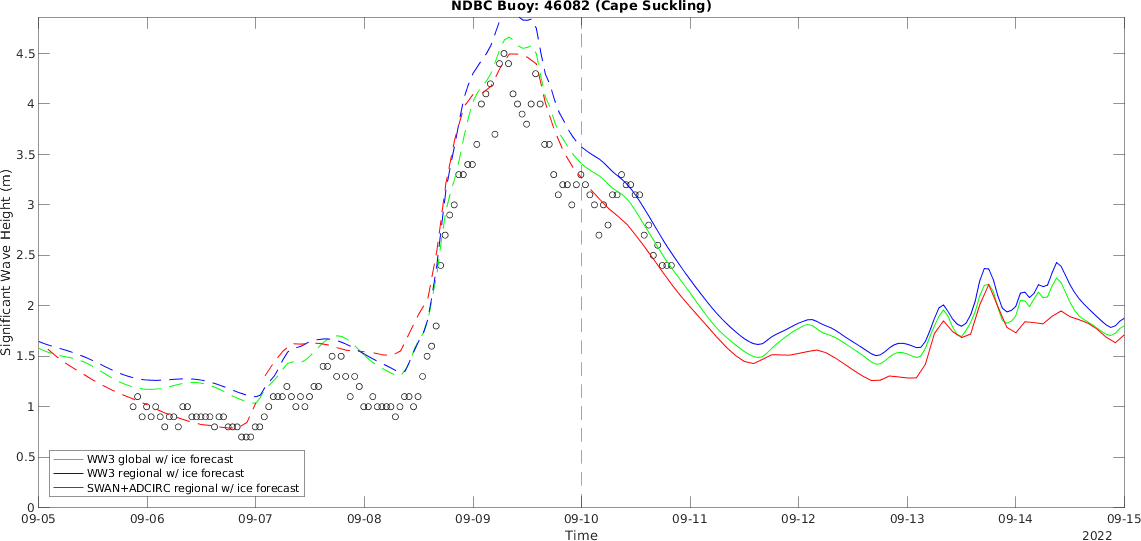 NDBC Buoy: 46082 (Cape Suckling)
4.5
4
3.5
3
2.5
2
1.5
1
0.5
0
Significant Wave Height (m)
WW3 global w/ ice forecast
WW3 regional w/ ice forecast
SWAN+ADCIRC regional w/ ice forecast
09-05 09-06 09-07 09-08 09-09 09-10 09-11 09-12 09-13 09-14 09-15
Time
2022